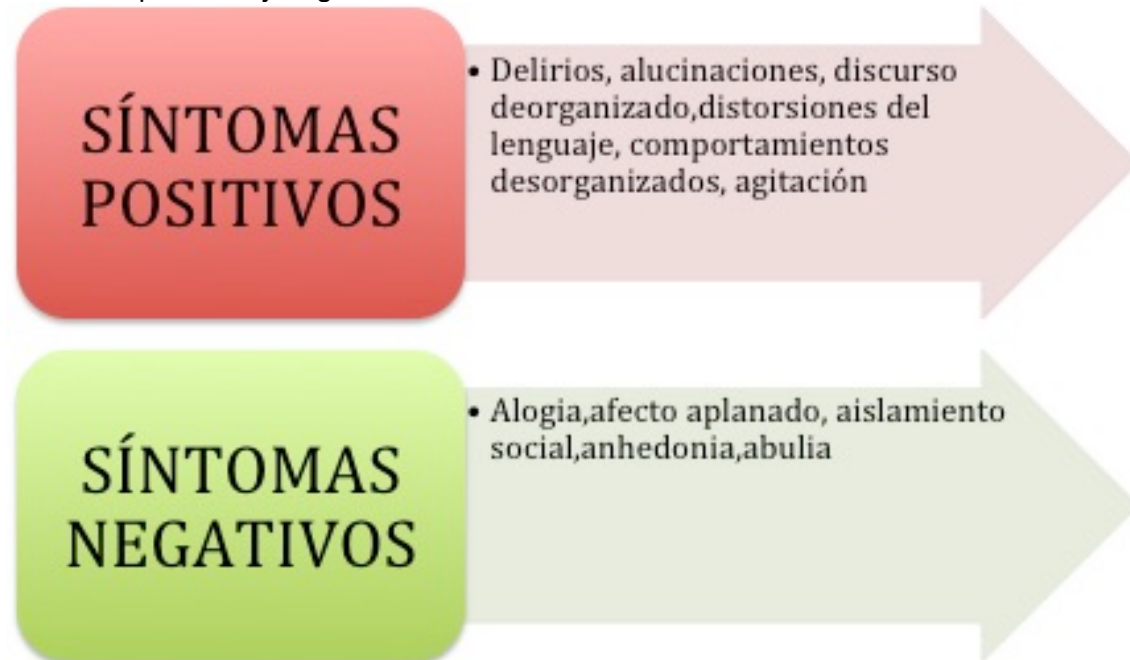 SÍNTOMAS
POSITIVOS
• Delirios, alucinaciones, discurso
deorganizado,distorsiones del
lenguaje, comportamientos
desorganizados, agitación
SÍNTOMAS
NEGATIVOS
• Alogia,afecto aplanado, aislamiento
social,anhedonia,abulia